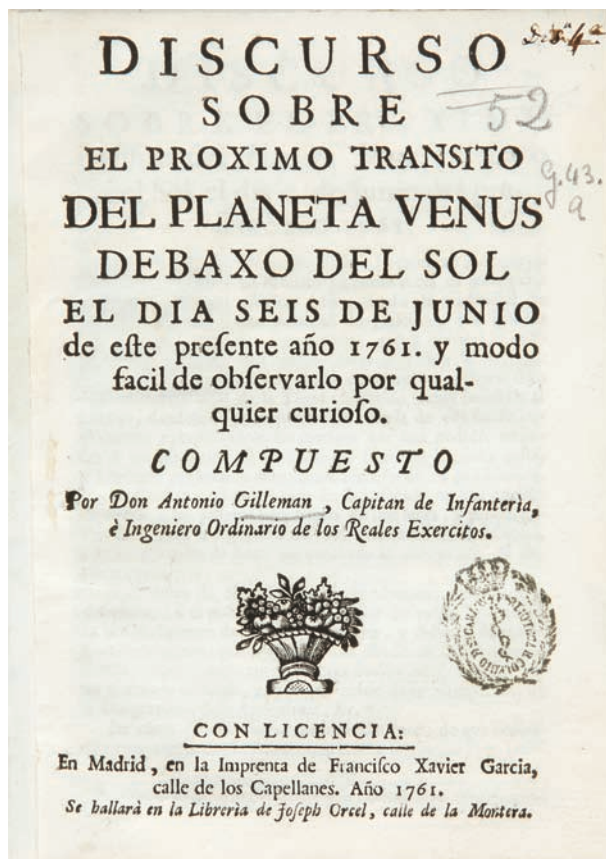 DISCURSO
SOBRE
52
EL PROXIMO TRANSITO
G.43.
a
DEL PLANETA VENUS
DEBAXO DEL SOL
EL DIA SEIS DE JUNIO
de eſte preſente año 1761. y modo
facil de obſervarlo por qual-
quier curioſo.
COMPUESTO
Por Don Antonio Gilleman, Capitan de Infanterìa,
è Ingeniero Ordinario de los Reales Exercitos.
CON LICENCIA:
En Madrid, en la Imprenta de Franciſco Xavier Garcia,
calle de los Capellanes. Año 1761.
Se hallarà en la Librerìa de Joſeph Orcel, calle de la Montera.